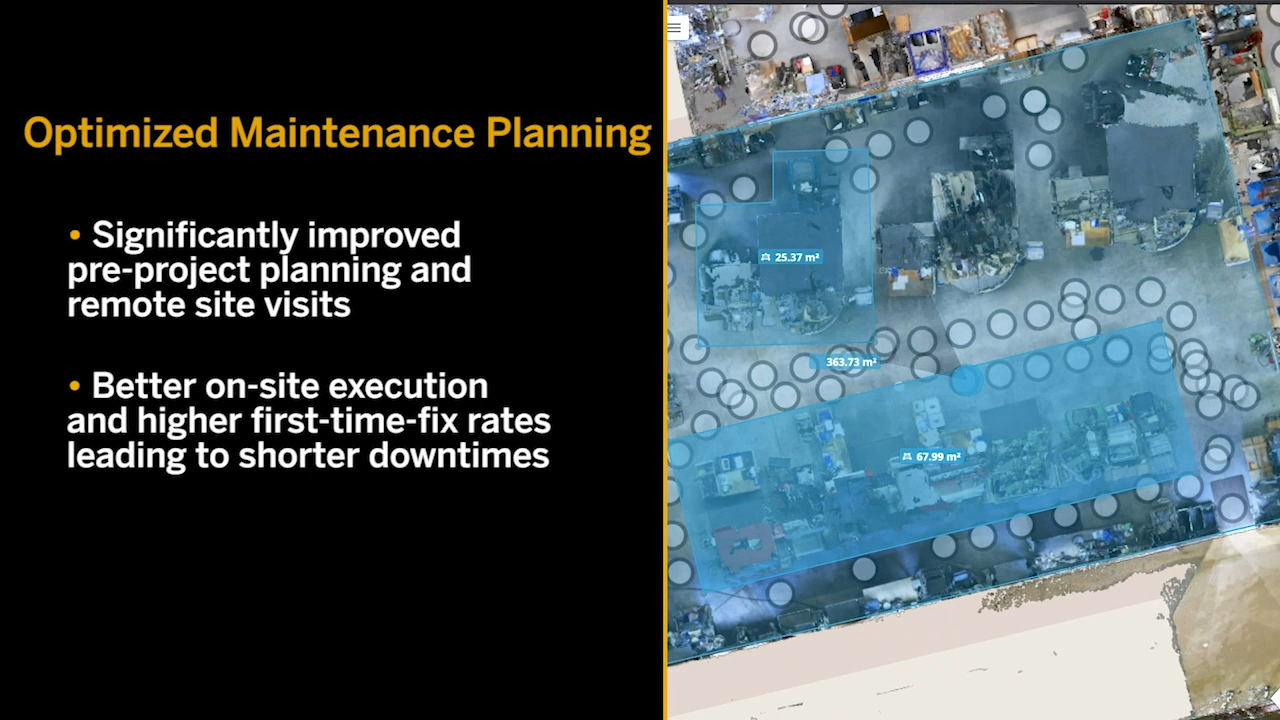 Optimized Maintenance Planning
• Significantly improved
pre-project planning and
remote site visits
• Better on-site execution
and higher first-time-fix rates
leading to shorter downtimes
25.37 m²
363.73 m²
67.99 m²